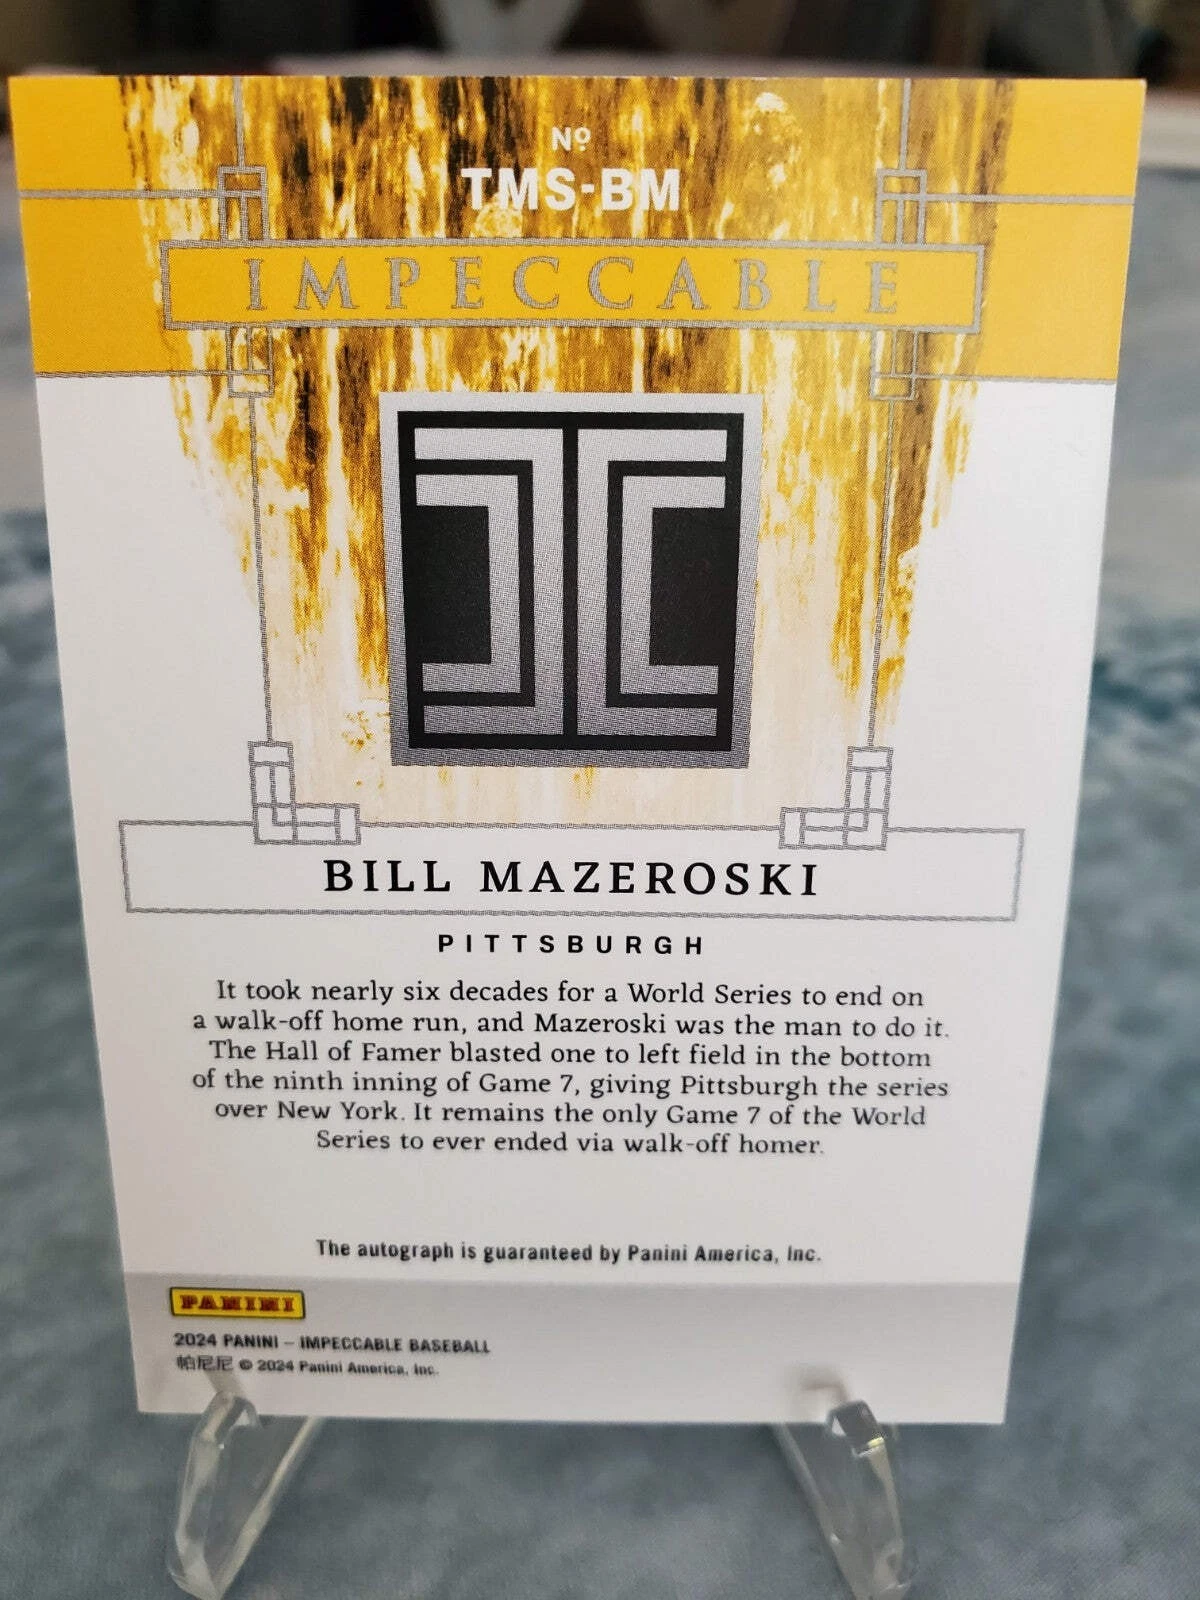 Nº
TMS-BM
IMPECCABLE
BILL MAZEROSKI
PITTSBURGH
It took nearly six decades for a World Series to end on
a walk-off home run, and Mazeroski was the man to do it.
The Hall of Famer blasted one to left field in the bottom
of the ninth inning of Game 7, giving Pittsburgh the series
over New York. It remains the only Game 7 of the World
Series to ever ended via walk-off homer.
The autograph is guaranteed by Panini America, Inc.
PANINI
2024 PANINI – IMPECCABLE BASEBALL
帕尼尼 © 2024 Panini America, Inc.